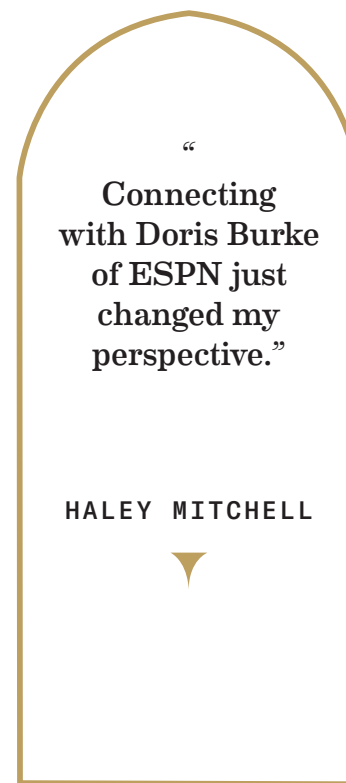 “
Connecting
with Doris Burke
of ESPN just
changed my
perspective.”
HALEY MITCHELL